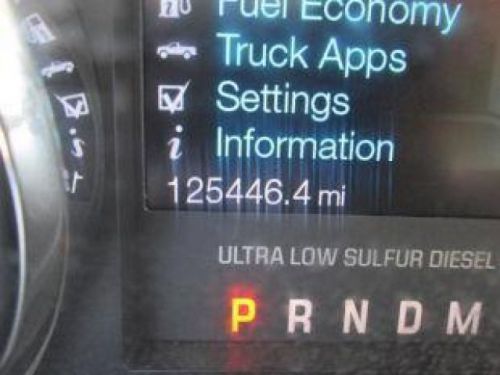 Fuel Economy
Truck Apps
Settings
Information
125446.4 mi
ULTRA LOW SULFUR DIESEL
P R N D M